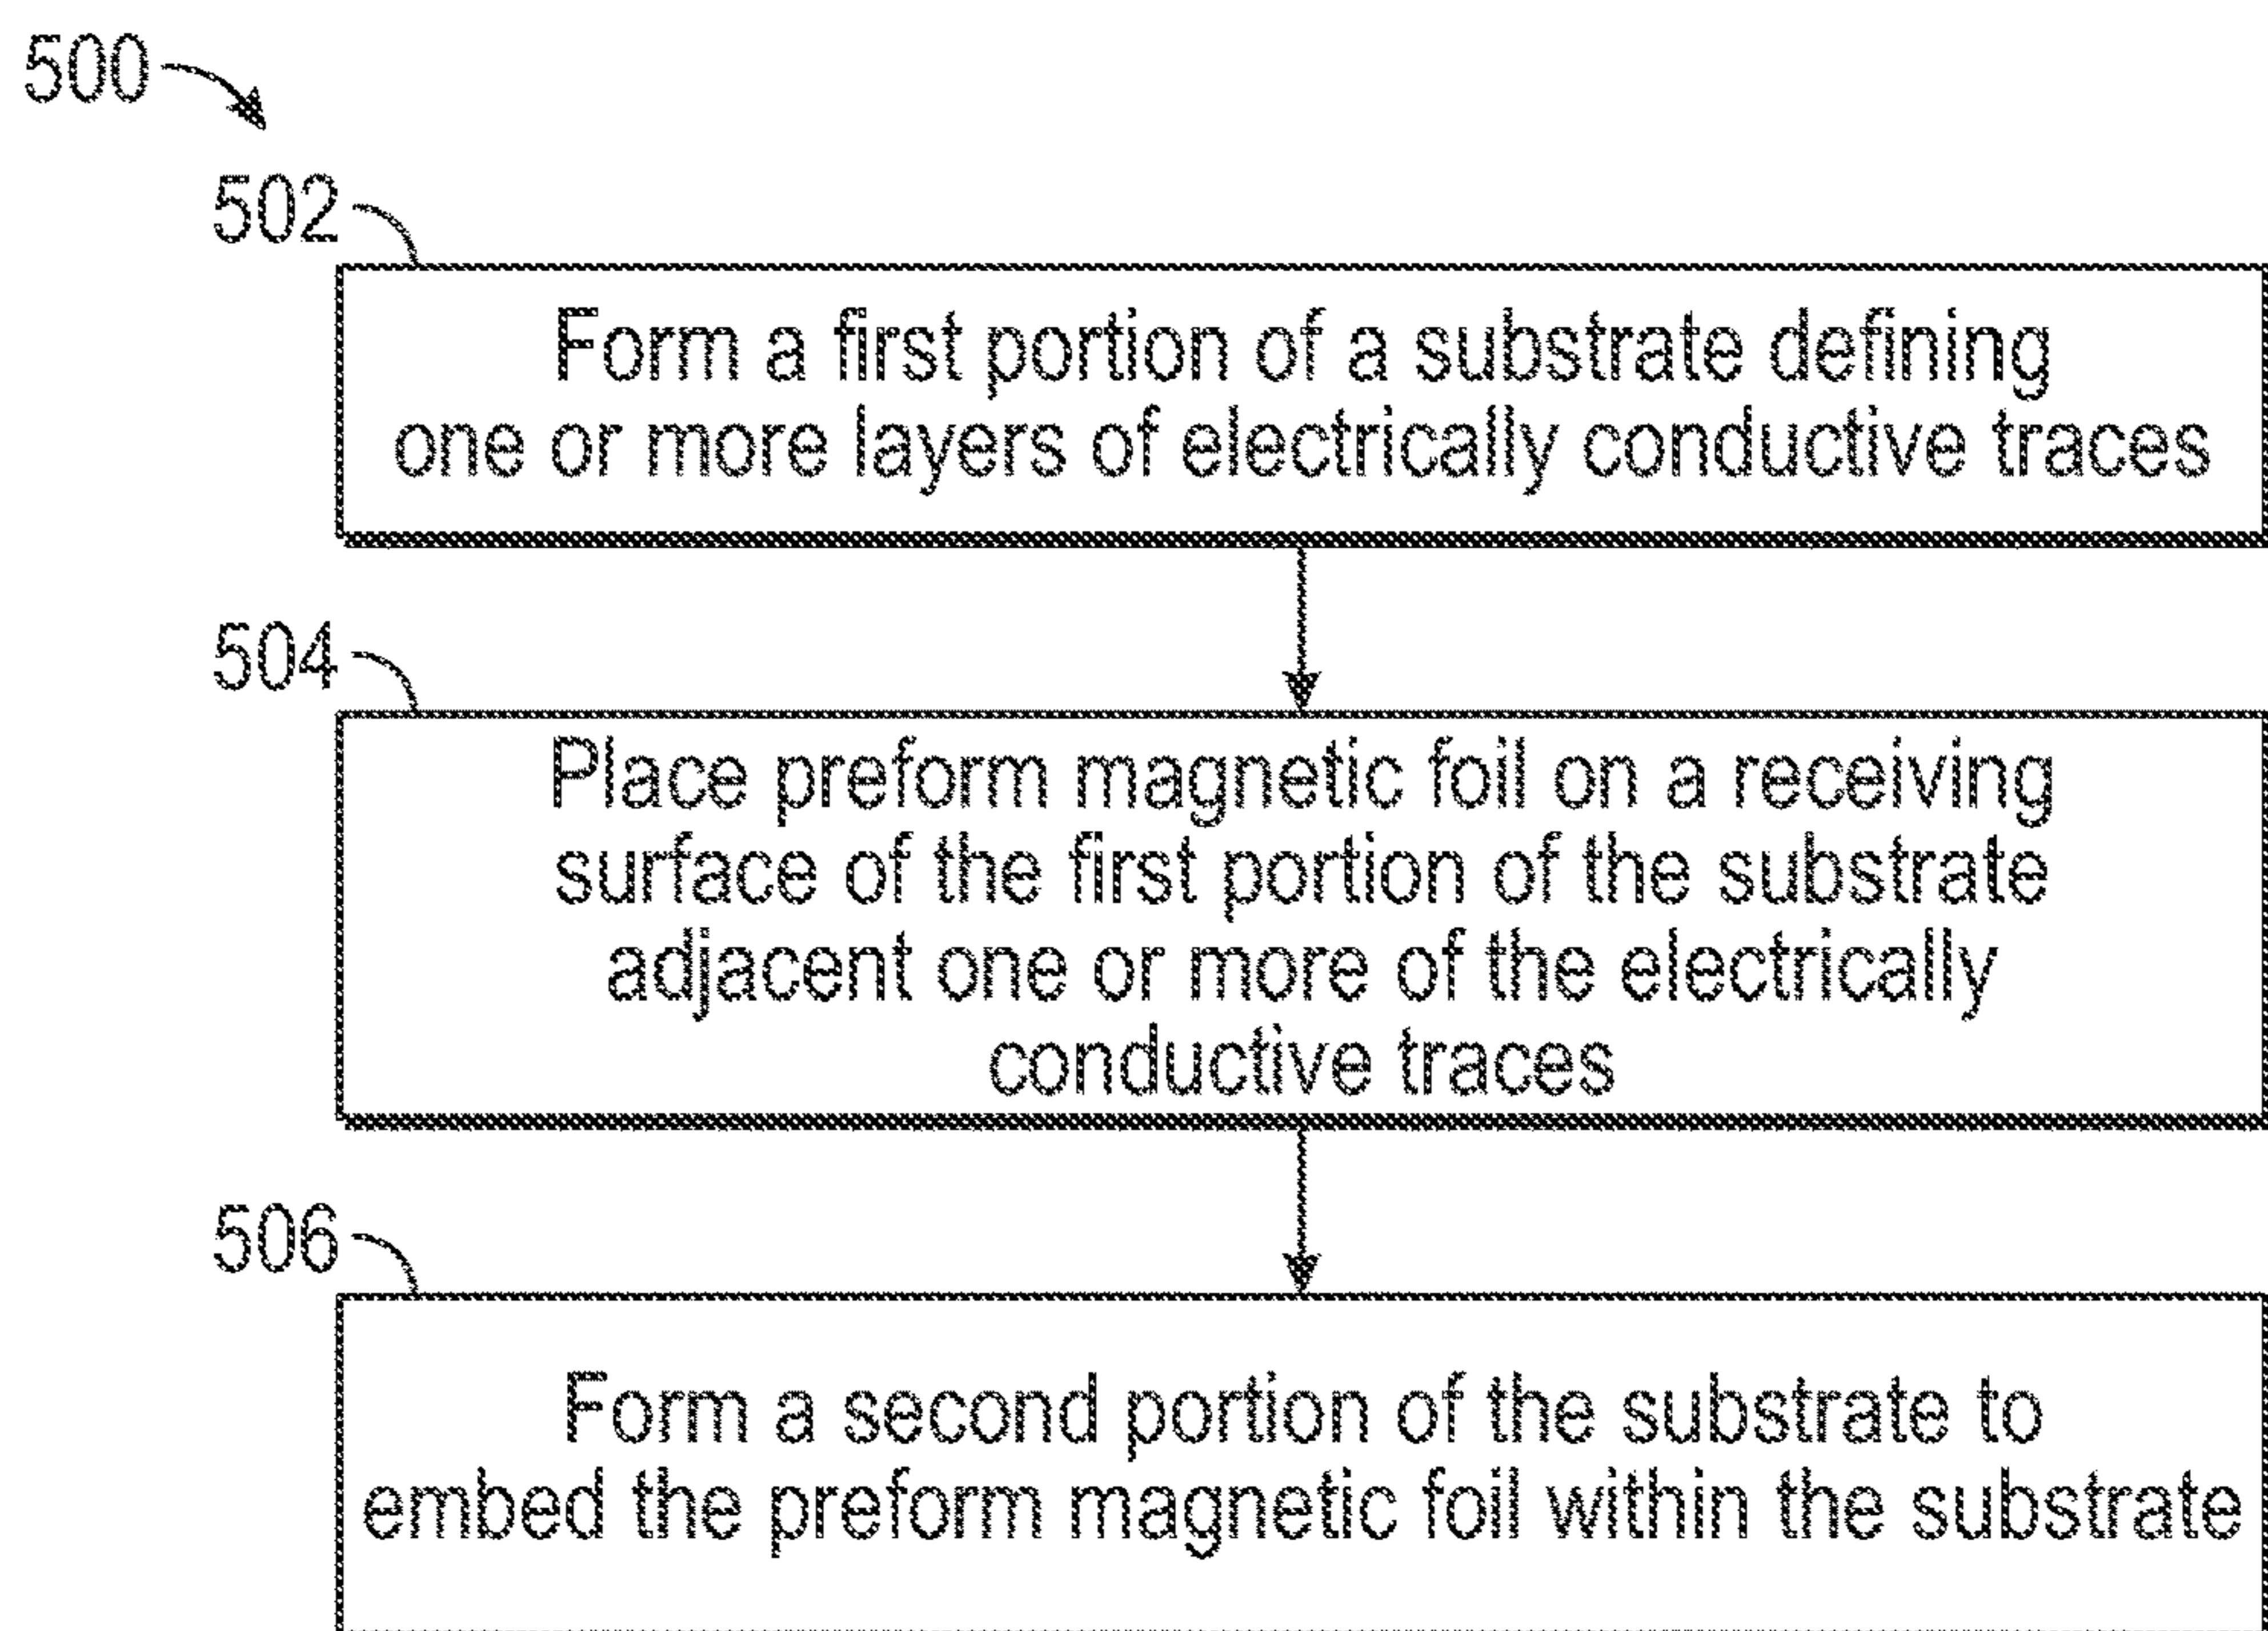 500
502
Form a first portion of a substrate defining
one or more layers of electrically conductive traces
504
Place preform magnetic foil on a receiving
surface of the first portion of the substrate
adjacent one or more of the electrically
conductive traces
506
Form a second portion of the substrate to
embed the preform magnetic foil within the substrate